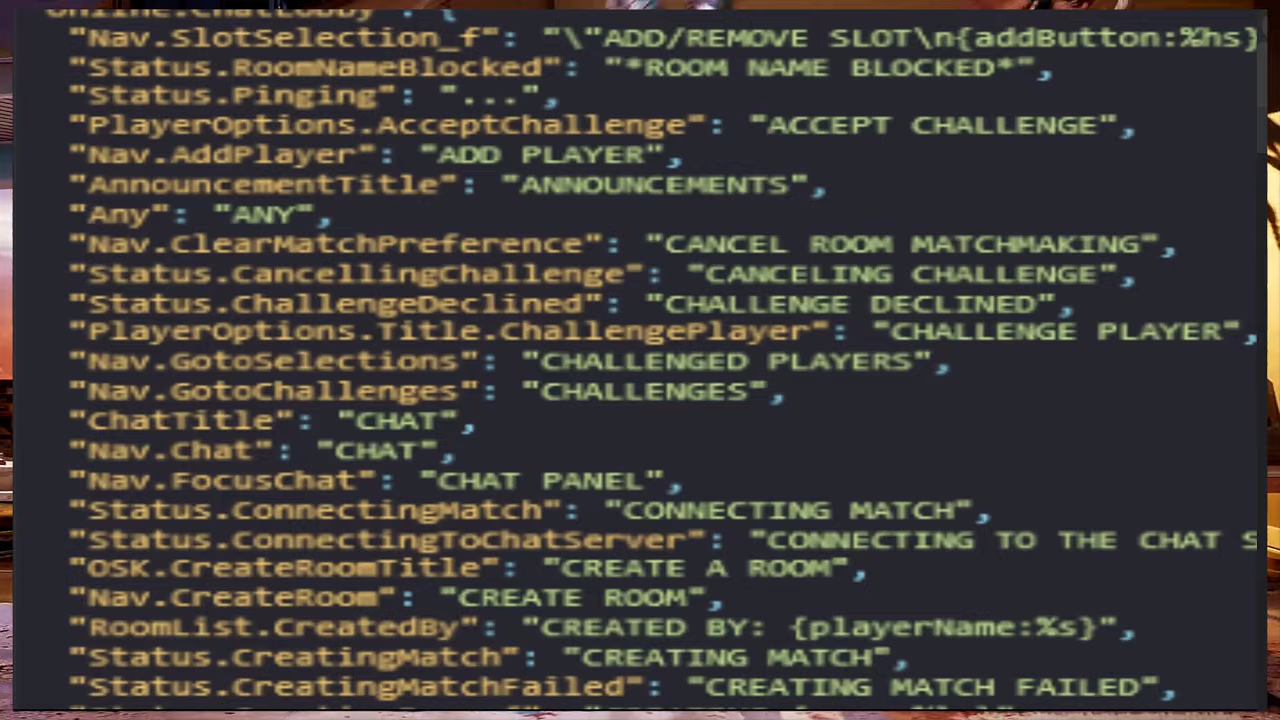 Online.ChatLobby": {
"Nav.SlotSelection_f": "\"ADD/REMOVE SLOT\n{addButton:%hs}
"Status.RoomNameBlocked": "*ROOM NAME BLOCKED*",
"Status.Pinging": "...",
"PlayerOptions.AcceptChallenge": "ACCEPT CHALLENGE",
"Nav.AddPlayer": "ADD PLAYER",
"AnnouncementTitle": "ANNOUNCEMENTS",
"Any": "ANY",
"Nav.ClearMatchPreference": "CANCEL ROOM MATCHMAKING",
"Status.CancellingChallenge": "CANCELING CHALLENGE",
"Status.ChallengeDeclined": "CHALLENGE DECLINED",
"PlayerOptions.Title.ChallengePlayer": "CHALLENGE PLAYER",
"Nav.GotoSelections": "CHALLENGED PLAYERS",
"Nav.GotoChallenges": "CHALLENGES",
"ChatTitle": "CHAT",
"Nav.Chat": "CHAT",
"Nav.FocusChat": "CHAT PANEL",
"Status.ConnectingMatch": "CONNECTING MATCH",
"Status.ConnectingToChatServer": "CONNECTING TO THE CHAT S
"OSK.CreateRoomTitle": "CREATE A ROOM",
"Nav.CreateRoom": "CREATE ROOM",
"RoomList.CreatedBy": "CREATED BY: {playerName:%s}",
"Status.CreatingMatch": "CREATING MATCH",
"Status.CreatingMatchFailed": "CREATING MATCH FAILED",